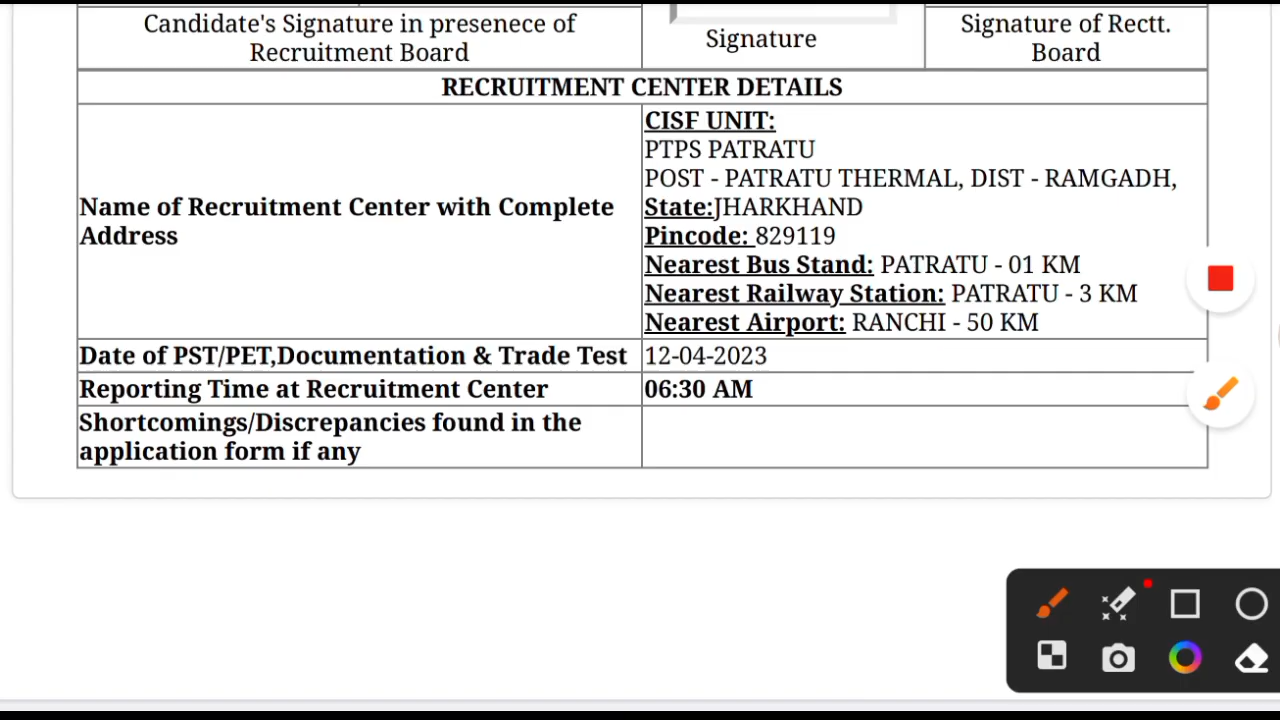 Candidate's Signature in presenece of
Recruitment Board
Signature
Signature of Rectt.
Board
RECRUITMENT CENTER DETAILS
Name of Recruitment Center with Complete
Address
CISF UNIT:
PTPS PATRATU
POST - PATRATU THERMAL, DIST - RAMGADH,
State:JHARKHAND
Pincode: 829119
Nearest Bus Stand: PATRATU - 01 KM
Nearest Railway Station: PATRATU - 3 KM
Nearest Airport: RANCHI - 50 KM
Date of PST/PET,Documentation & Trade Test 12-04-2023
Reporting Time at Recruitment Center 06:30 AM
Shortcomings/Discrepancies found in the
application form if any